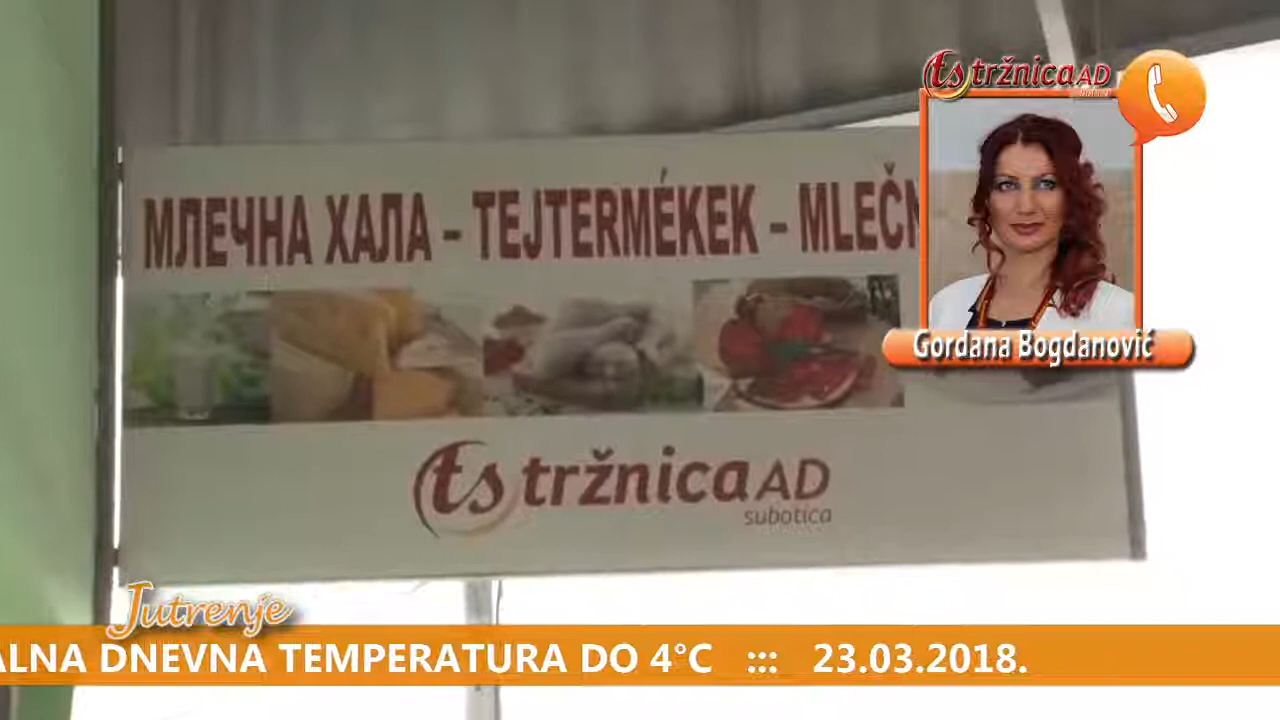 ts tržnica AD
МЛЕЧНА ХАЛА - TEJTERMÉKEK - MLEČN
Gordana Bogdanović
ts tržnica AD
subotica
Jutrenje
ALNA DNEVNA TEMPERATURA DO 4°C ::: 23.03.2018.